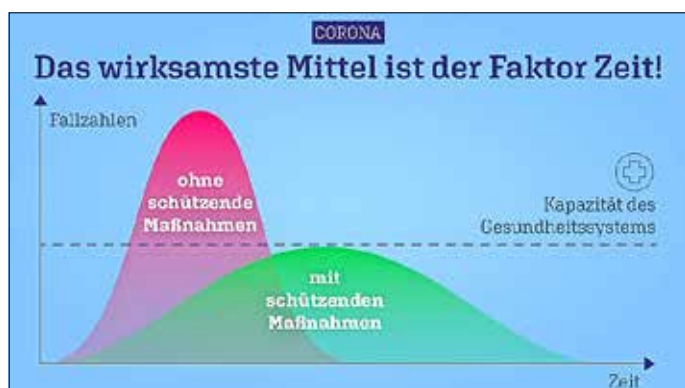 CORONA
Das wirksamste Mittel ist der Faktor Zeit!
Fallzahlen
ohne
schützende
Maßnahmen
Kapazität des
Gesundheitssystems
mit
schützenden
Maßnahmen
Zeit